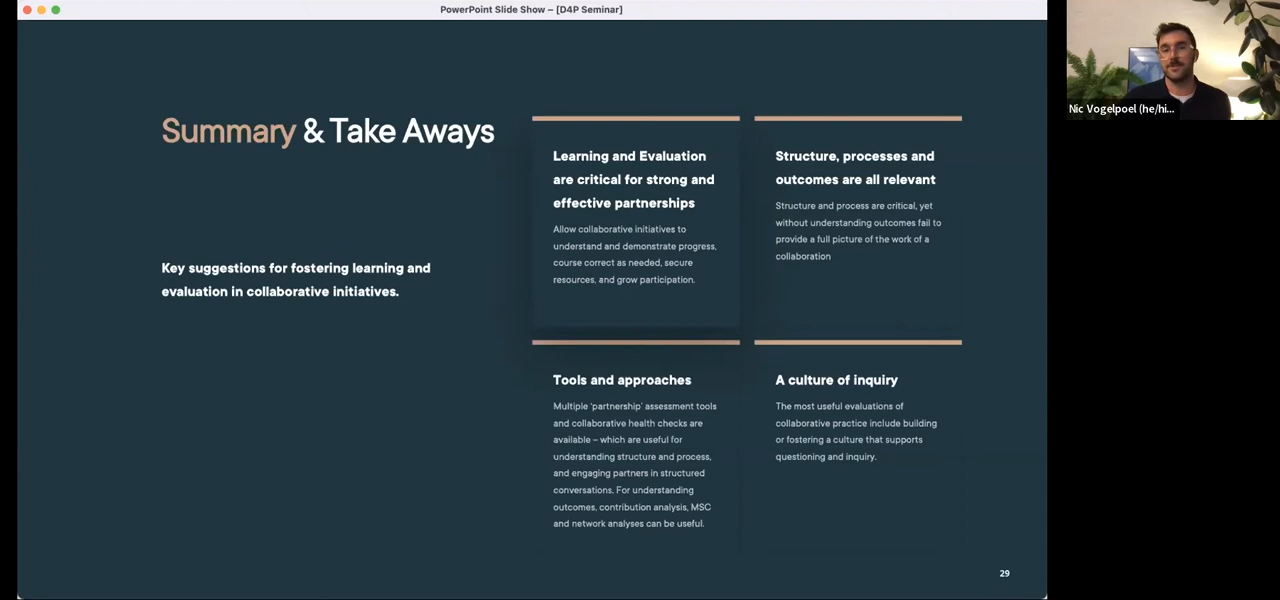 PowerPoint Slide Show – [D4P Seminar]
Summary & Take Aways
Key suggestions for fostering learning and
evaluation in collaborative initiatives.
Learning and Evaluation
are critical for strong and
effective partnerships
Allow collaborative initiatives to
understand and demonstrate progress,
course correct as needed, secure
resources, and grow participation.
Structure, processes and
outcomes are all relevant
Structure and process are critical, yet
without understanding outcomes fail to
provide a full picture of the work of a
collaboration
Tools and approaches
Multiple ‘partnership’ assessment tools
and collaborative health checks are
available – which are useful for
understanding structure and process,
and engaging partners in structured
conversations. For understanding
outcomes, contribution analysis, MSC
and network analyses can be useful.
A culture of inquiry
The most useful evaluations of
collaborative practice include building
or fostering a culture that supports
questioning and inquiry.
29
Nic Vogelpoel (he/hi...